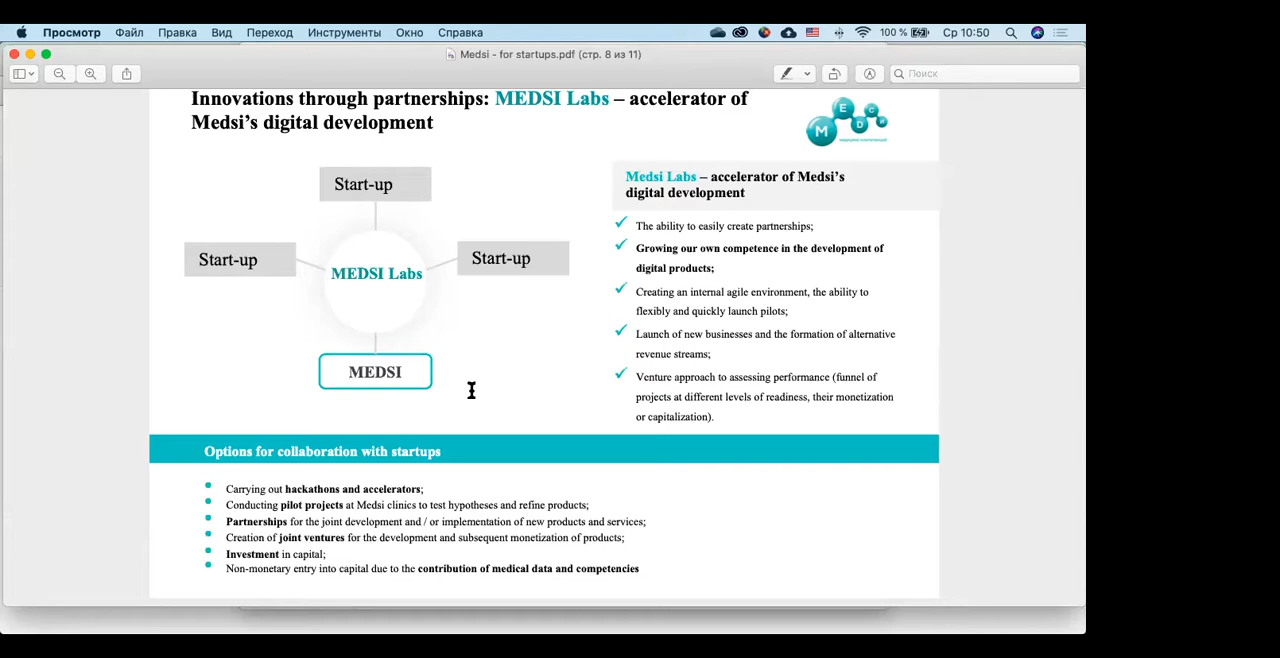 Просмотр Файл Правка Вид Переход Инструменты Окно Справка 100 % Ср 10:50
Medsi - for startups.pdf (стр. 8 из 11)
Поиск
Innovations through partnerships: MEDSI Labs – accelerator of
Medsi’s digital development
М Е Д С И
Start-up
Start-up
Start-up
MEDSI Labs
MEDSI
Medsi Labs – accelerator of Medsi’s
digital development
The ability to easily create partnerships;
Growing our own competence in the development of
digital products;
Creating an internal agile environment, the ability to
flexibly and quickly launch pilots;
Launch of new businesses and the formation of alternative
revenue streams;
Venture approach to assessing performance (funnel of
projects at different levels of readiness, their monetization
or capitalization).
Options for collaboration with startups
Carrying out hackathons and accelerators;
Conducting pilot projects at Medsi clinics to test hypotheses and refine products;
Partnerships for the joint development and / or implementation of new products and services;
Creation of joint ventures for the development and subsequent monetization of products;
Investment in capital;
Non-monetary entry into capital due to the contribution of medical data and competencies